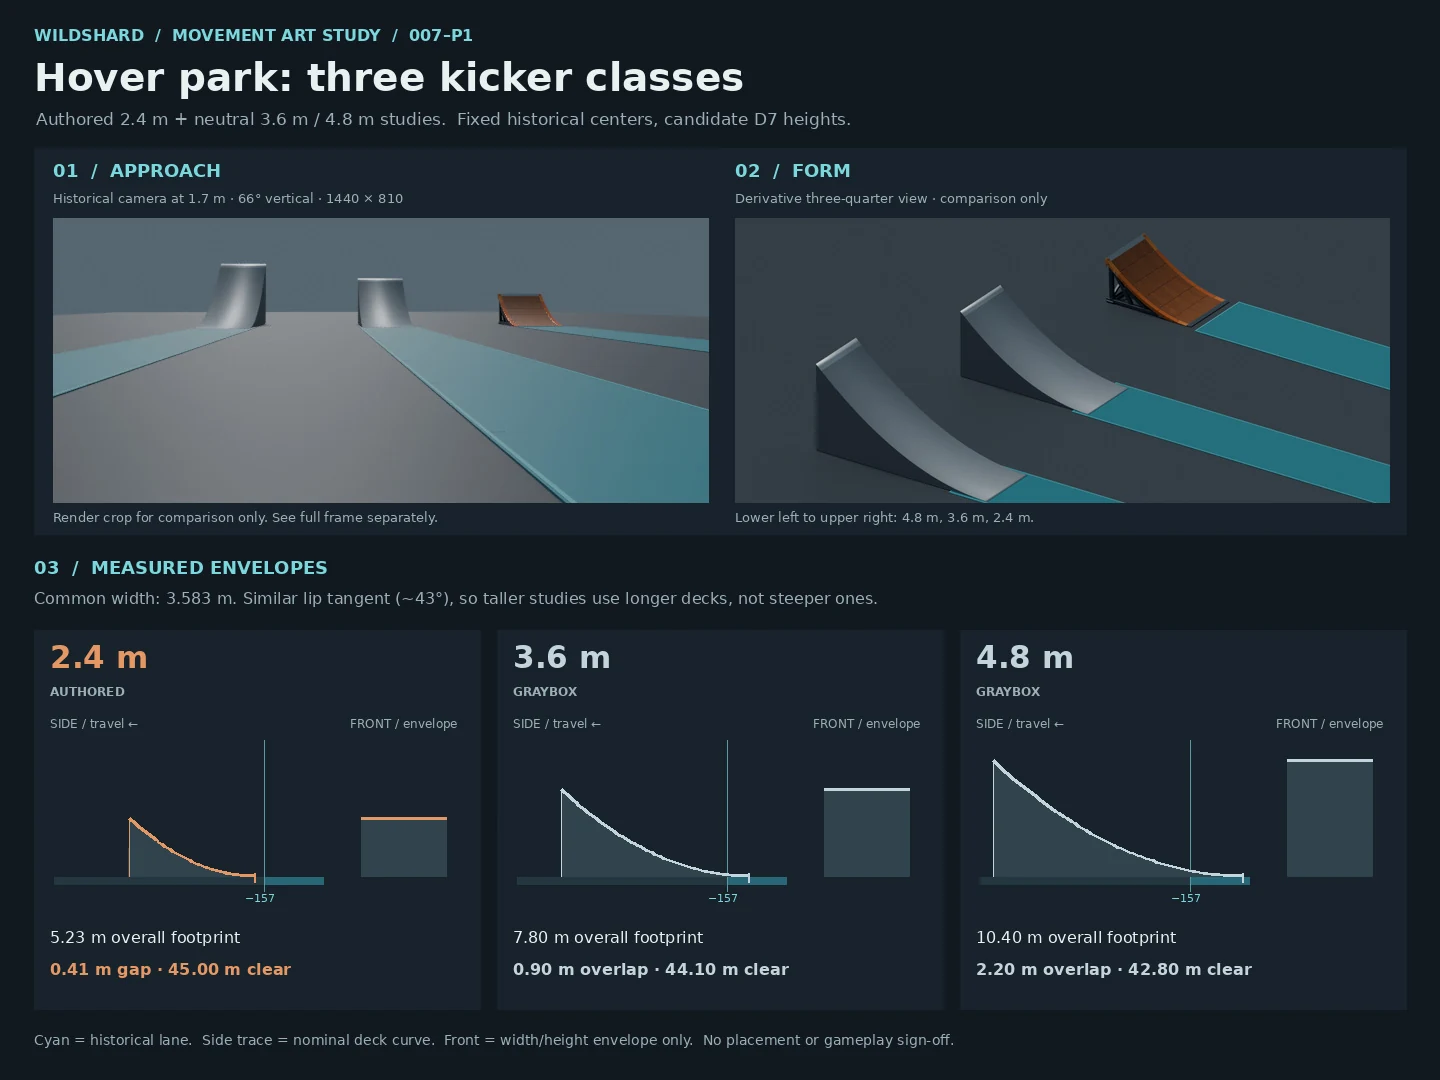 WILDSHARD / MOVEMENT ART STUDY / 007–P1
Hover park: three kicker classes
Authored 2.4 m + neutral 3.6 m / 4.8 m studies. Fixed historical centers, candidate D7 heights.
01 / APPROACH
Historical camera at 1.7 m · 66° vertical · 1440 × 810
Render crop for comparison only. See full frame separately.
02 / FORM
Derivative three-quarter view · comparison only
Lower left to upper right: 4.8 m, 3.6 m, 2.4 m.
03 / MEASURED ENVELOPES
Common width: 3.583 m. Similar lip tangent (~43°), so taller studies use longer decks, not steeper ones.
2.4 m
AUTHORED
SIDE / travel ←
FRONT / envelope
−157
5.23 m overall footprint
0.41 m gap · 45.00 m clear
3.6 m
GRAYBOX
SIDE / travel ←
FRONT / envelope
−157
7.80 m overall footprint
0.90 m overlap · 44.10 m clear
4.8 m
GRAYBOX
SIDE / travel ←
FRONT / envelope
−157
10.40 m overall footprint
2.20 m overlap · 42.80 m clear
Cyan = historical lane. Side trace = nominal deck curve. Front = width/height envelope only. No placement or gameplay sign-off.